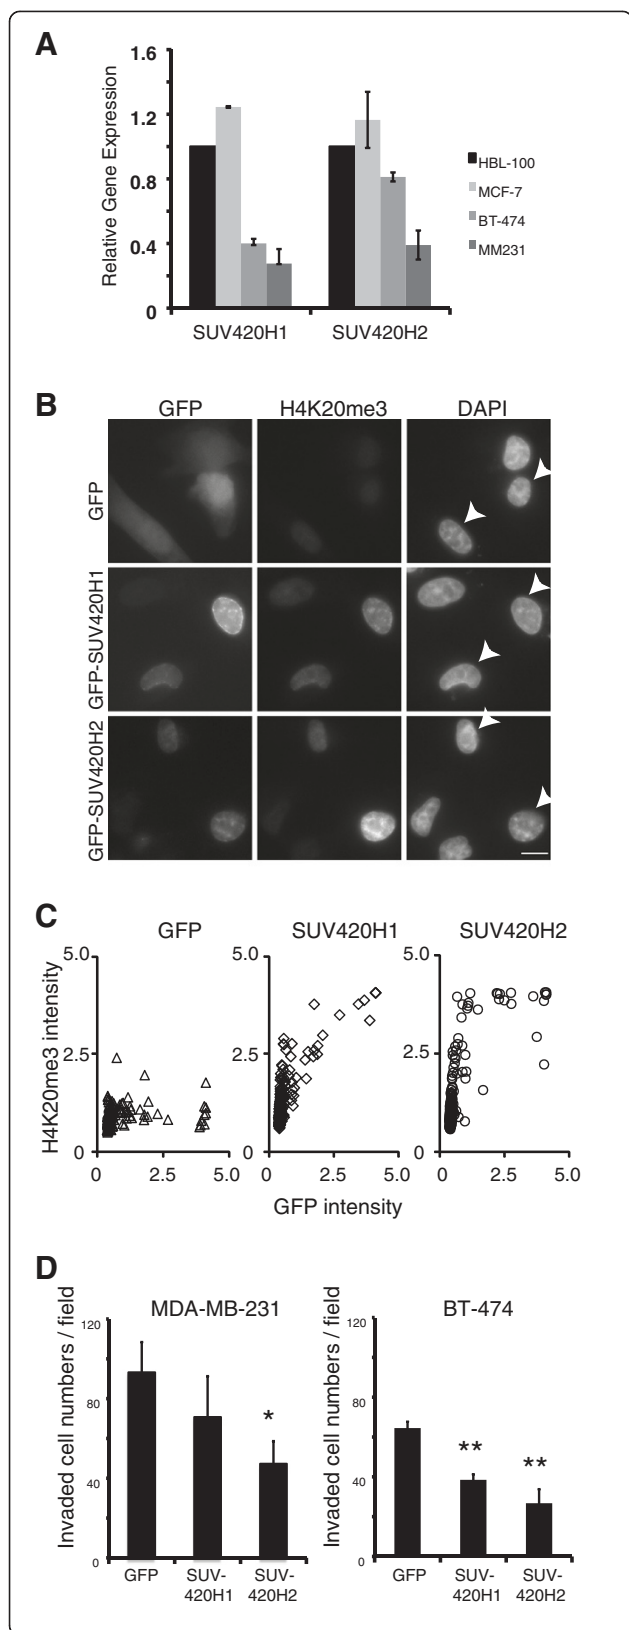 A
Relative Gene Expression
1.6
1.2
0.8
0.4
0
SUV420H1 SUV420H2
HBL-100
MCF-7
BT-474
MM231
B
GFP H4K20me3 DAPI
GFP
GFP-SUV420H1
GFP-SUV420H2
C
GFP SUV420H1 SUV420H2
H4K20me3 intensity
5.0 5.0 5.0
2.5 2.5 2.5
0 0 0
0 2.5 5.0 0 2.5 5.0 0 2.5 5.0
GFP intensity
D
MDA-MB-231
Invaded cell numbers / field
120
80
40
0
*
GFP SUV- SUV-
420H1 420H2
BT-474
Invaded cell numbers / field
120
80
40
0
** **
GFP SUV- SUV-
420H1 420H2